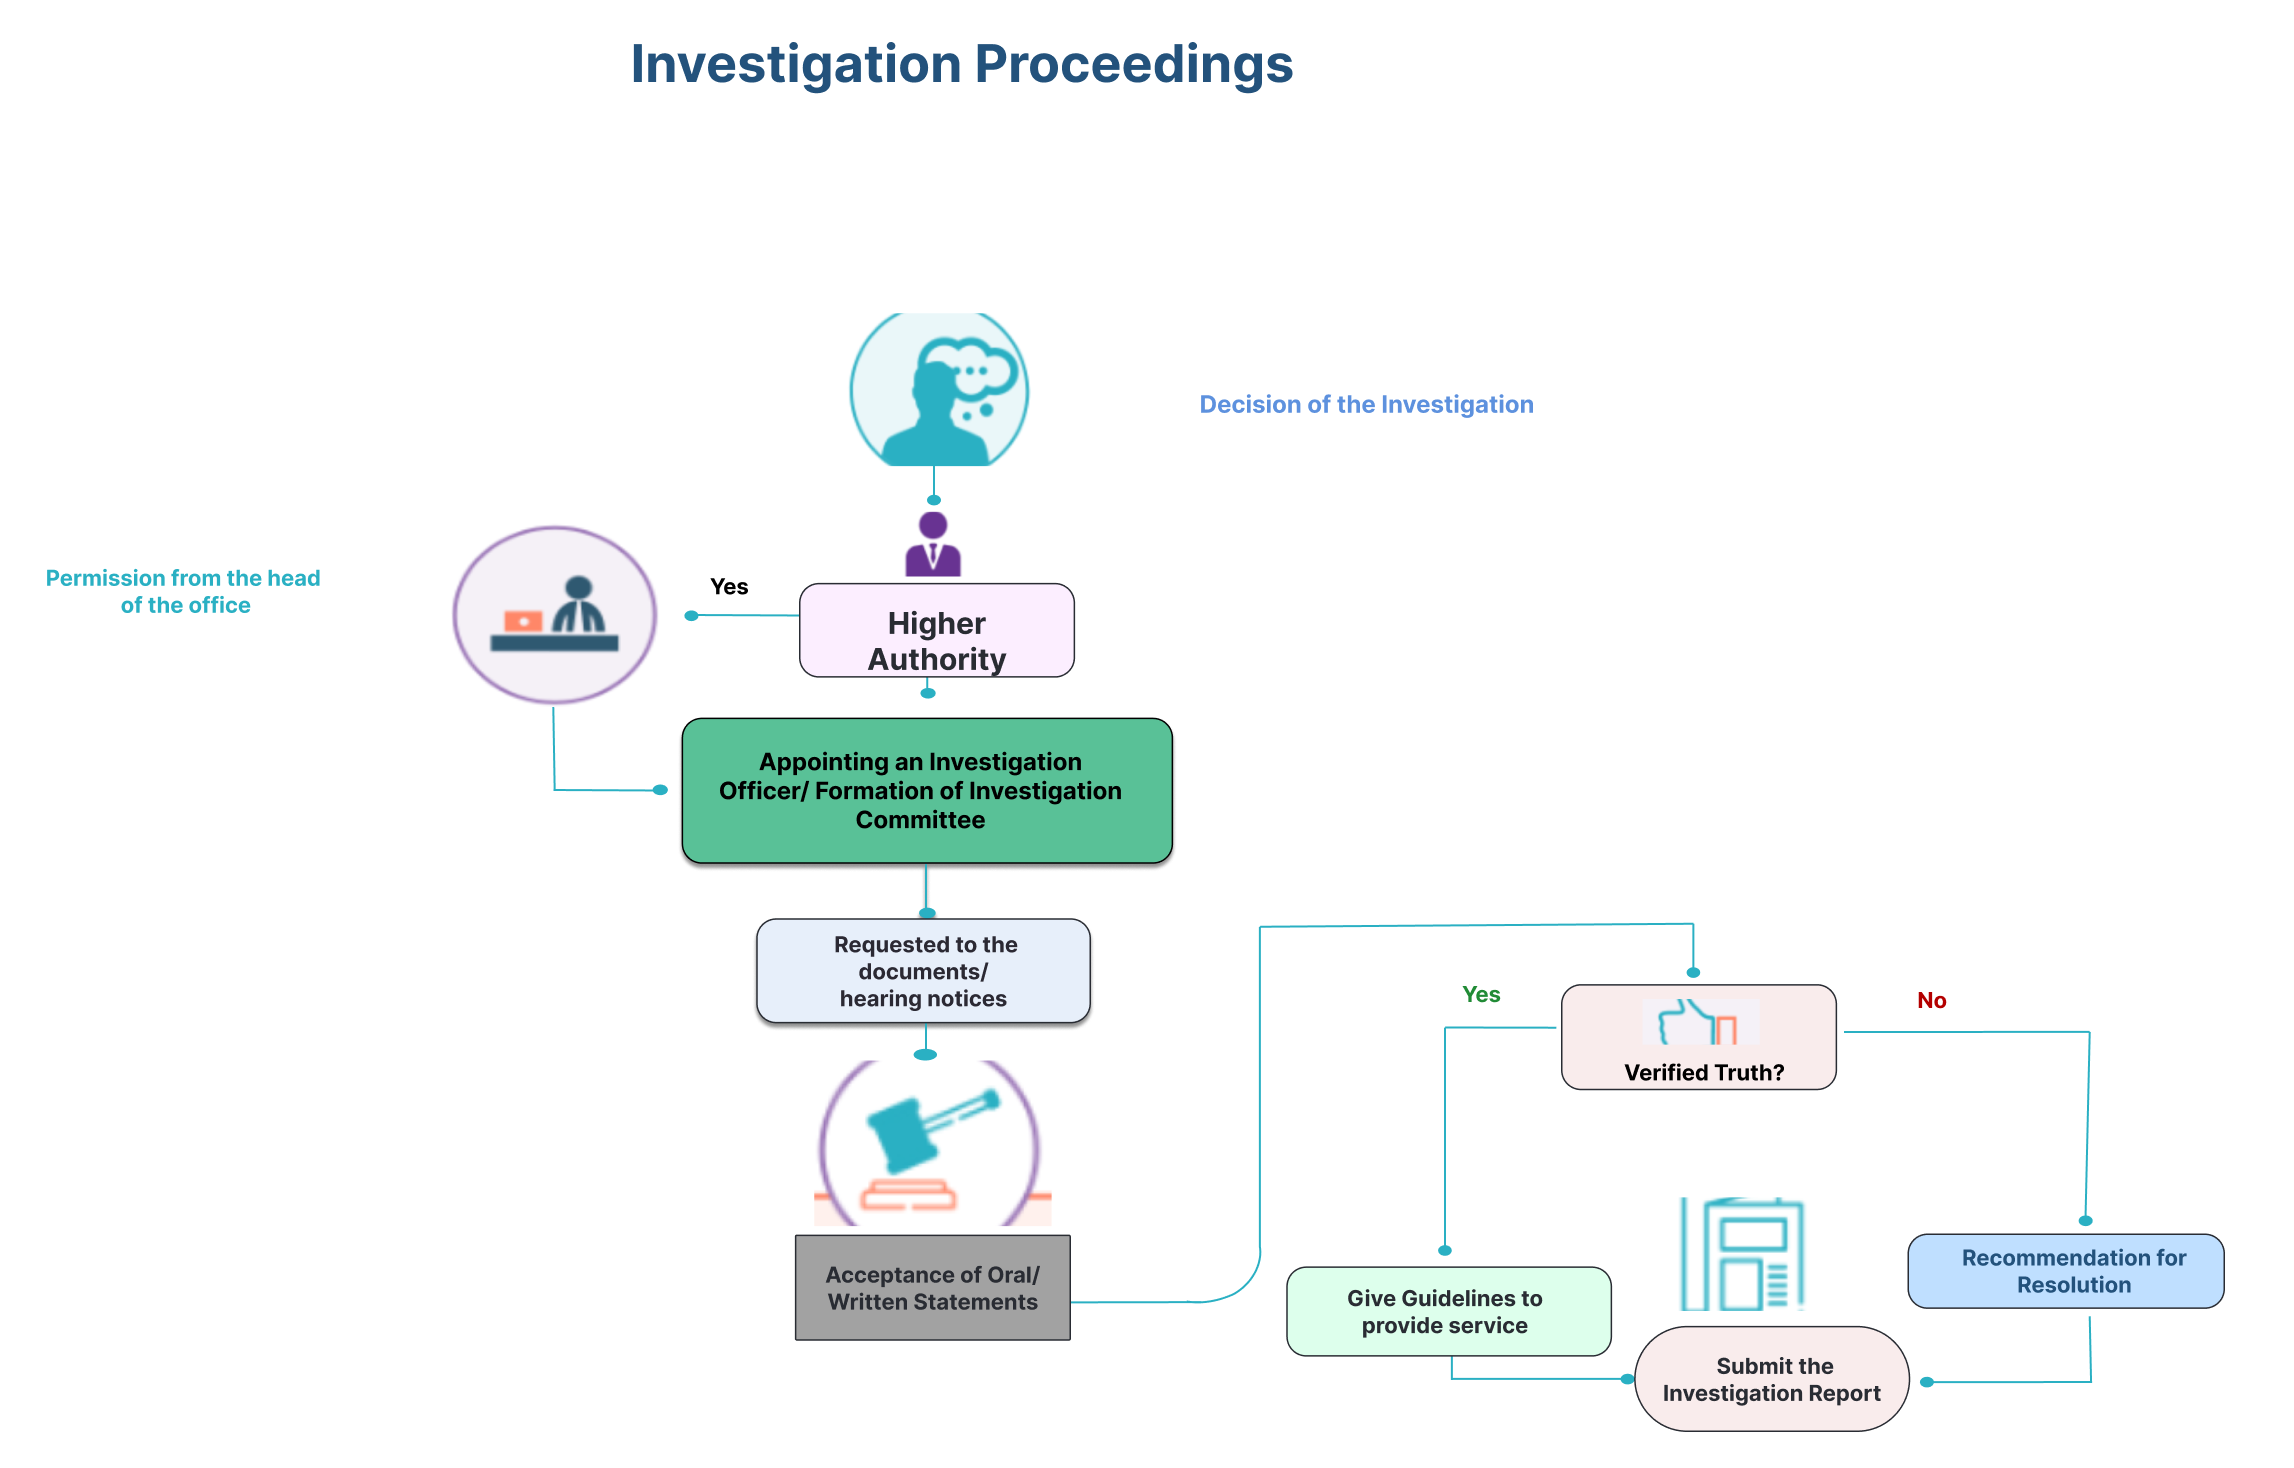 Investigation Proceedings
Decision of the Investigation
Permission from the head
of the office
Yes
Higher
Authority
Appointing an Investigation
Officer/ Formation of Investigation
Committee
Requested to the
documents/
hearing notices
Acceptance of Oral/
Written Statements
Yes
No
Verified Truth?
Give Guidelines to
provide service
Recommendation for
Resolution
Submit the
Investigation Report